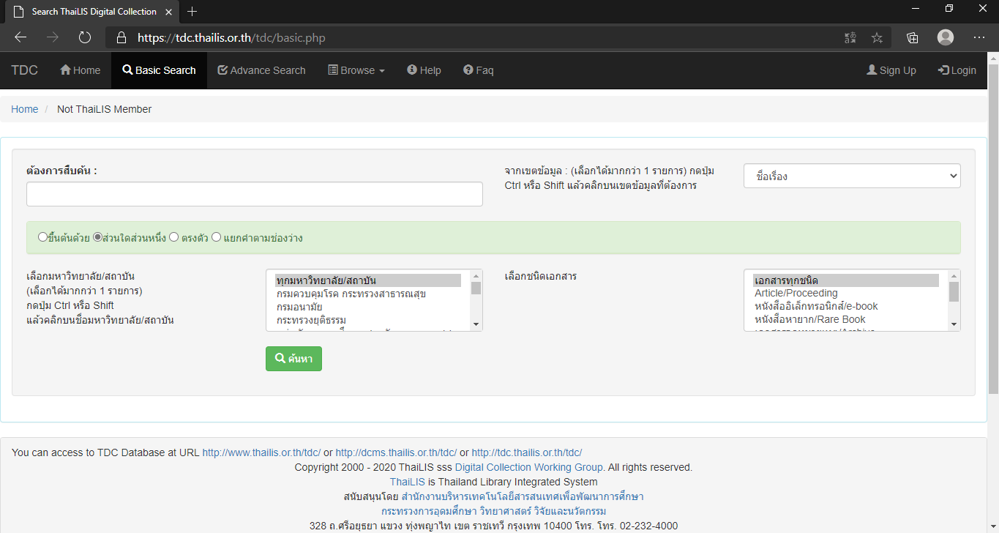 Search ThaiLIS Digital Collection
https://tdc.thailis.or.th/tdc/basic.php
TDC Home Basic Search Advance Search Browse Help Faq Sign Up Login
Home / Not ThaiLIS Member
ต้องการสืบค้น :
จากเขตข้อมูล : (เลือกได้มากกว่า 1 รายการ) กดปุ่ม
Ctrl หรือ Shift แล้วคลิกบนเขตข้อมูลที่ต้องการ
ชื่อเรื่อง
ขึ้นต้นด้วย ส่วนใดส่วนหนึ่ง ตรงตัว แยกคำตามช่องว่าง
เลือกมหาวิทยาลัย/สถาบัน
(เลือกได้มากกว่า 1 รายการ)
กดปุ่ม Ctrl หรือ Shift
แล้วคลิกบนชื่อมหาวิทยาลัย/สถาบัน
ทุกมหาวิทยาลัย/สถาบัน
กรมควบคุมโรค กระทรวงสาธารณสุข
กรมอนามัย
กระทรวงยุติธรรม
เลือกชนิดเอกสาร
เอกสารทุกชนิด
Article/Proceeding
หนังสืออิเล็กทรอนิกส์/e-book
หนังสือหายาก/Rare Book
ค้นหา
You can access to TDC Database at URL http://www.thailis.or.th/tdc/ or http://dcms.thailis.or.th/tdc/ or http://tdc.thailis.or.th/tdc/
Copyright 2000 - 2020 ThaiLIS sss Digital Collection Working Group. All rights reserved.
ThaiLIS is Thailand Library Integrated System
สนับสนุนโดย สำนักงานบริหารเทคโนโลยีสารสนเทศเพื่อพัฒนาการศึกษา
กระทรวงการอุดมศึกษา วิทยาศาสตร์ วิจัยและนวัตกรรม
328 ถ.ศรีอยุธยา แขวง ทุ่งพญาไท เขต ราชเทวี กรุงเทพ 10400 โทร. โทร. 02-232-4000